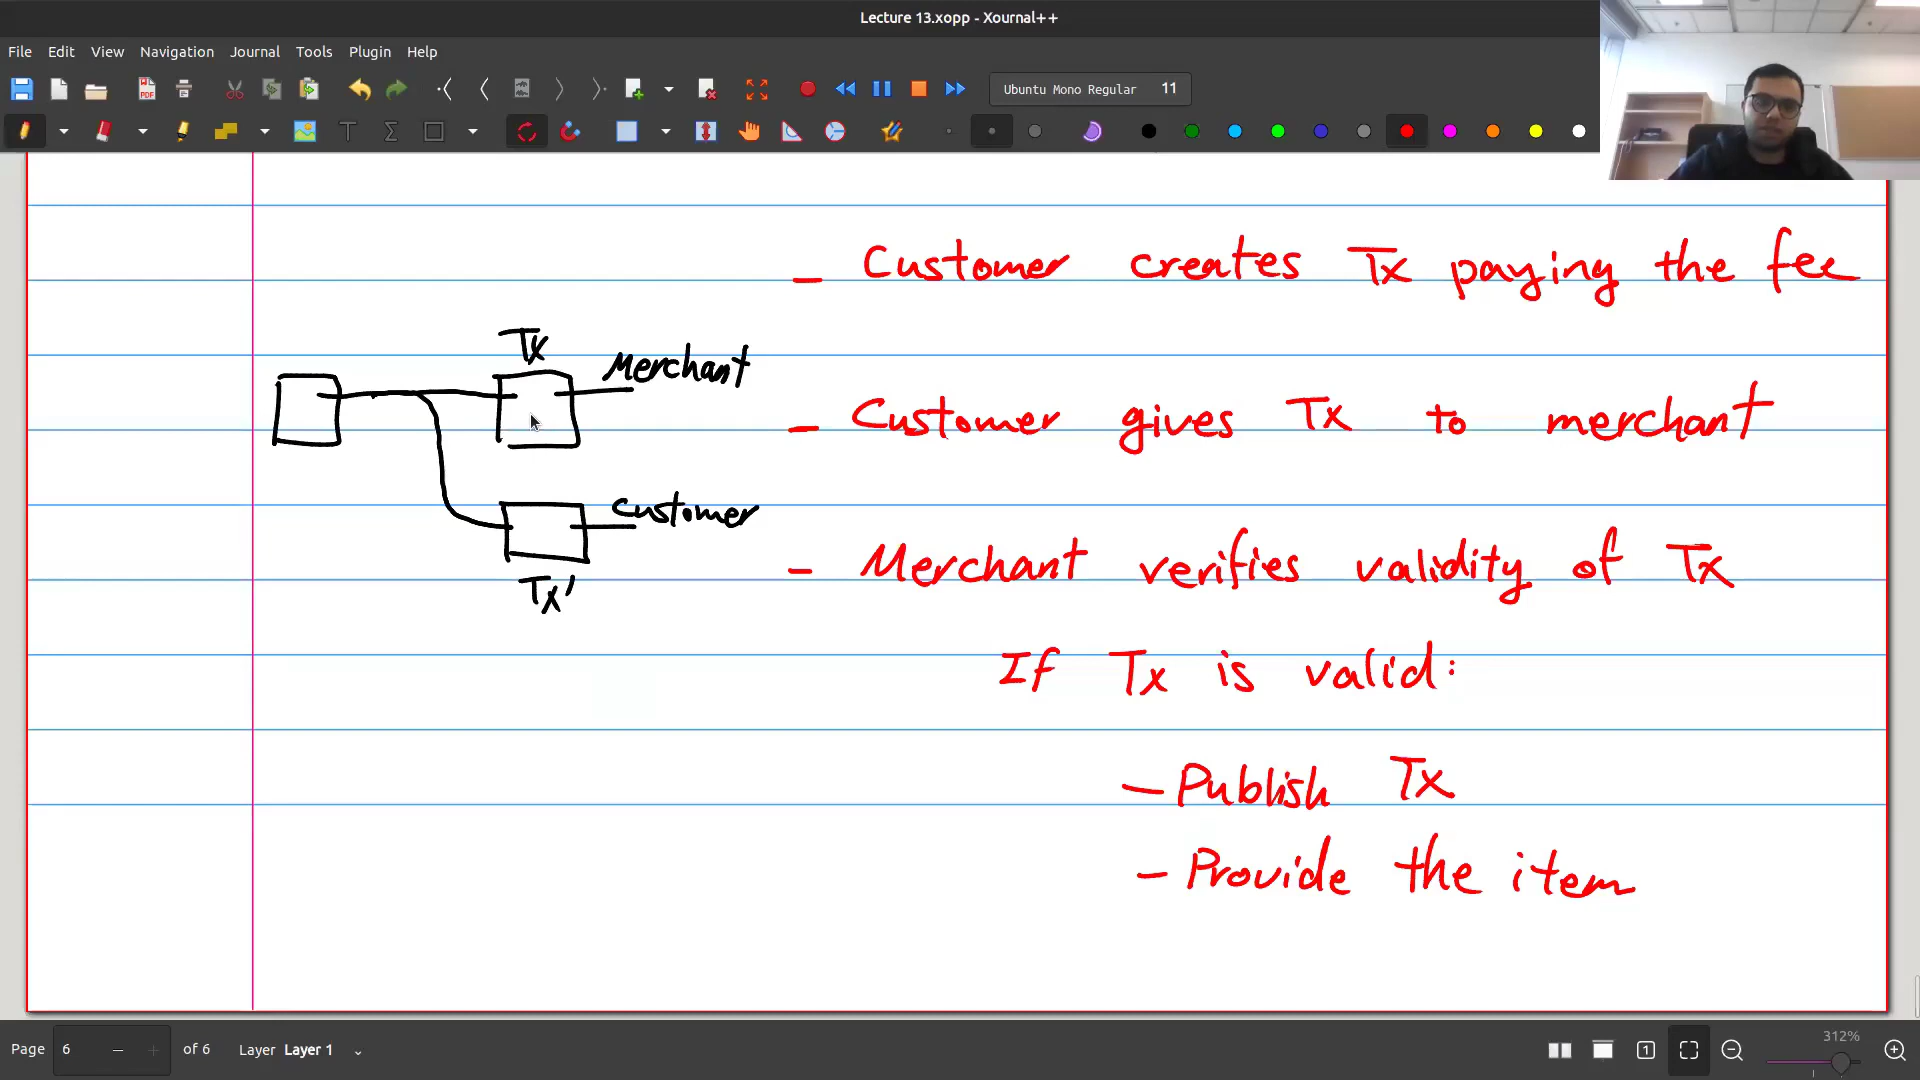 Lecture 13.xopp - Xournal++
File Edit View Navigation Journal Tools Plugin Help
Ubuntu Mono Regular 11
- Customer creates Tx paying the fee
Tx
Merchant
- Customer gives Tx to merchant
Customer
Tx'
- Merchant verifies validity of Tx
If Tx is valid:
- Publish Tx
- Provide the item
Page 6 of 6 Layer Layer 1
312%